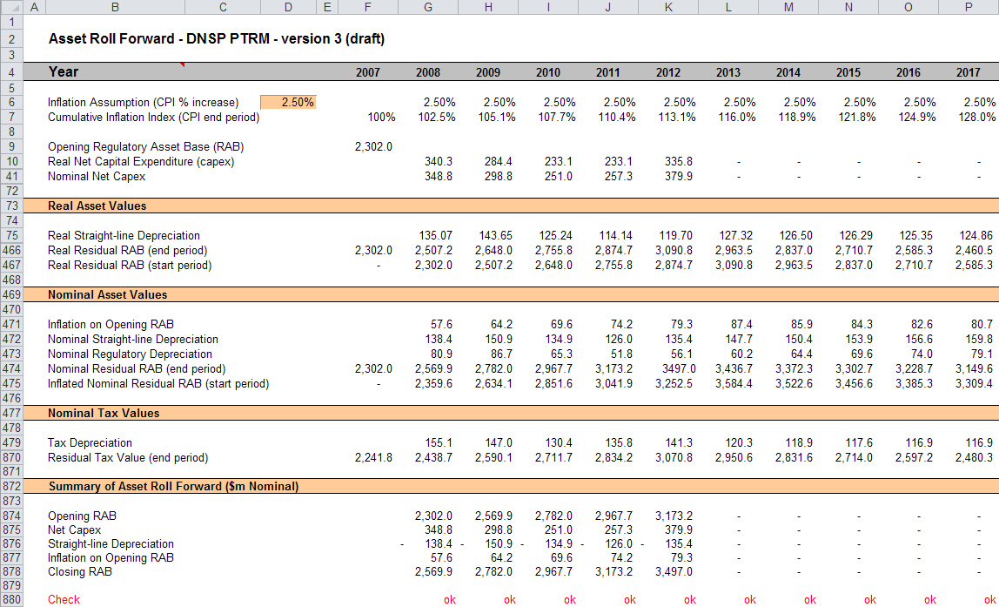 A B C D E F G H I J K L M N O P
1
2 Asset Roll Forward - DNSP PTRM - version 3 (draft)
3
4 Year 2007 2008 2009 2010 2011 2012 2013 2014 2015 2016 2017
5
6 Inflation Assumption (CPI % increase) 2.50% 2.50% 2.50% 2.50% 2.50% 2.50% 2.50% 2.50% 2.50% 2.50% 2.50%
7 Cumulative Inflation Index (CPI end period) 100% 102.5% 105.1% 107.7% 110.4% 113.1% 116.0% 118.9% 121.8% 124.9% 128.0%
8
9 Opening Regulatory Asset Base (RAB) 2,302.0
10 Real Net Capital Expenditure (capex) 340.3 284.4 233.1 233.1 335.8 - - - - -
41 Nominal Net Capex 348.8 298.8 251.0 257.3 379.9 - - - - -
72
73 Real Asset Values
74
75 Real Straight-line Depreciation 135.07 143.65 125.24 114.14 119.70 127.32 126.50 126.29 125.35 124.86
466 Real Residual RAB (end period) 2,302.0 2,507.2 2,648.0 2,755.8 2,874.7 3,090.8 2,963.5 2,837.0 2,710.7 2,585.3 2,460.5
467 Real Residual RAB (start period) - 2,302.0 2,507.2 2,648.0 2,755.8 2,874.7 3,090.8 2,963.5 2,837.0 2,710.7 2,585.3
468
469 Nominal Asset Values
470
471 Inflation on Opening RAB 57.6 64.2 69.6 74.2 79.3 87.4 85.9 84.3 82.6 80.7
472 Nominal Straight-line Depreciation 138.4 150.9 134.9 126.0 135.4 147.7 150.4 153.9 156.6 159.8
473 Nominal Regulatory Depreciation 80.9 86.7 65.3 51.8 56.1 60.2 64.4 69.6 74.0 79.1
474 Nominal Residual RAB (end period) 2,302.0 2,569.9 2,782.0 2,967.7 3,173.2 3497.0 3,436.7 3,372.3 3,302.7 3,228.7 3,149.6
475 Inflated Nominal Residual RAB (start period) - 2,359.6 2,634.1 2,851.6 3,041.9 3,252.5 3,584.4 3,522.6 3,456.6 3,385.3 3,309.4
476
477 Nominal Tax Values
478
479 Tax Depreciation 155.1 147.0 130.4 135.8 141.3 120.3 118.9 117.6 116.9 116.9
870 Residual Tax Value (end period) 2,241.8 2,438.7 2,590.1 2,711.7 2,834.2 3,070.8 2,950.6 2,831.6 2,714.0 2,597.2 2,480.3
871
872 Summary of Asset Roll Forward ($m Nominal)
873
874 Opening RAB 2,302.0 2,569.9 2,782.0 2,967.7 3,173.2 - - - - -
875 Net Capex 348.8 298.8 251.0 257.3 379.9 - - - - -
876 Straight-line Depreciation - 138.4 - 150.9 - 134.9 - 126.0 - 135.4 - - - - -
877 Inflation on Opening RAB 57.6 64.2 69.6 74.2 79.3 - - - - -
878 Closing RAB 2,569.9 2,782.0 2,967.7 3,173.2 3,497.0 - - - - -
879
880 Check ok ok ok ok ok ok ok ok ok ok